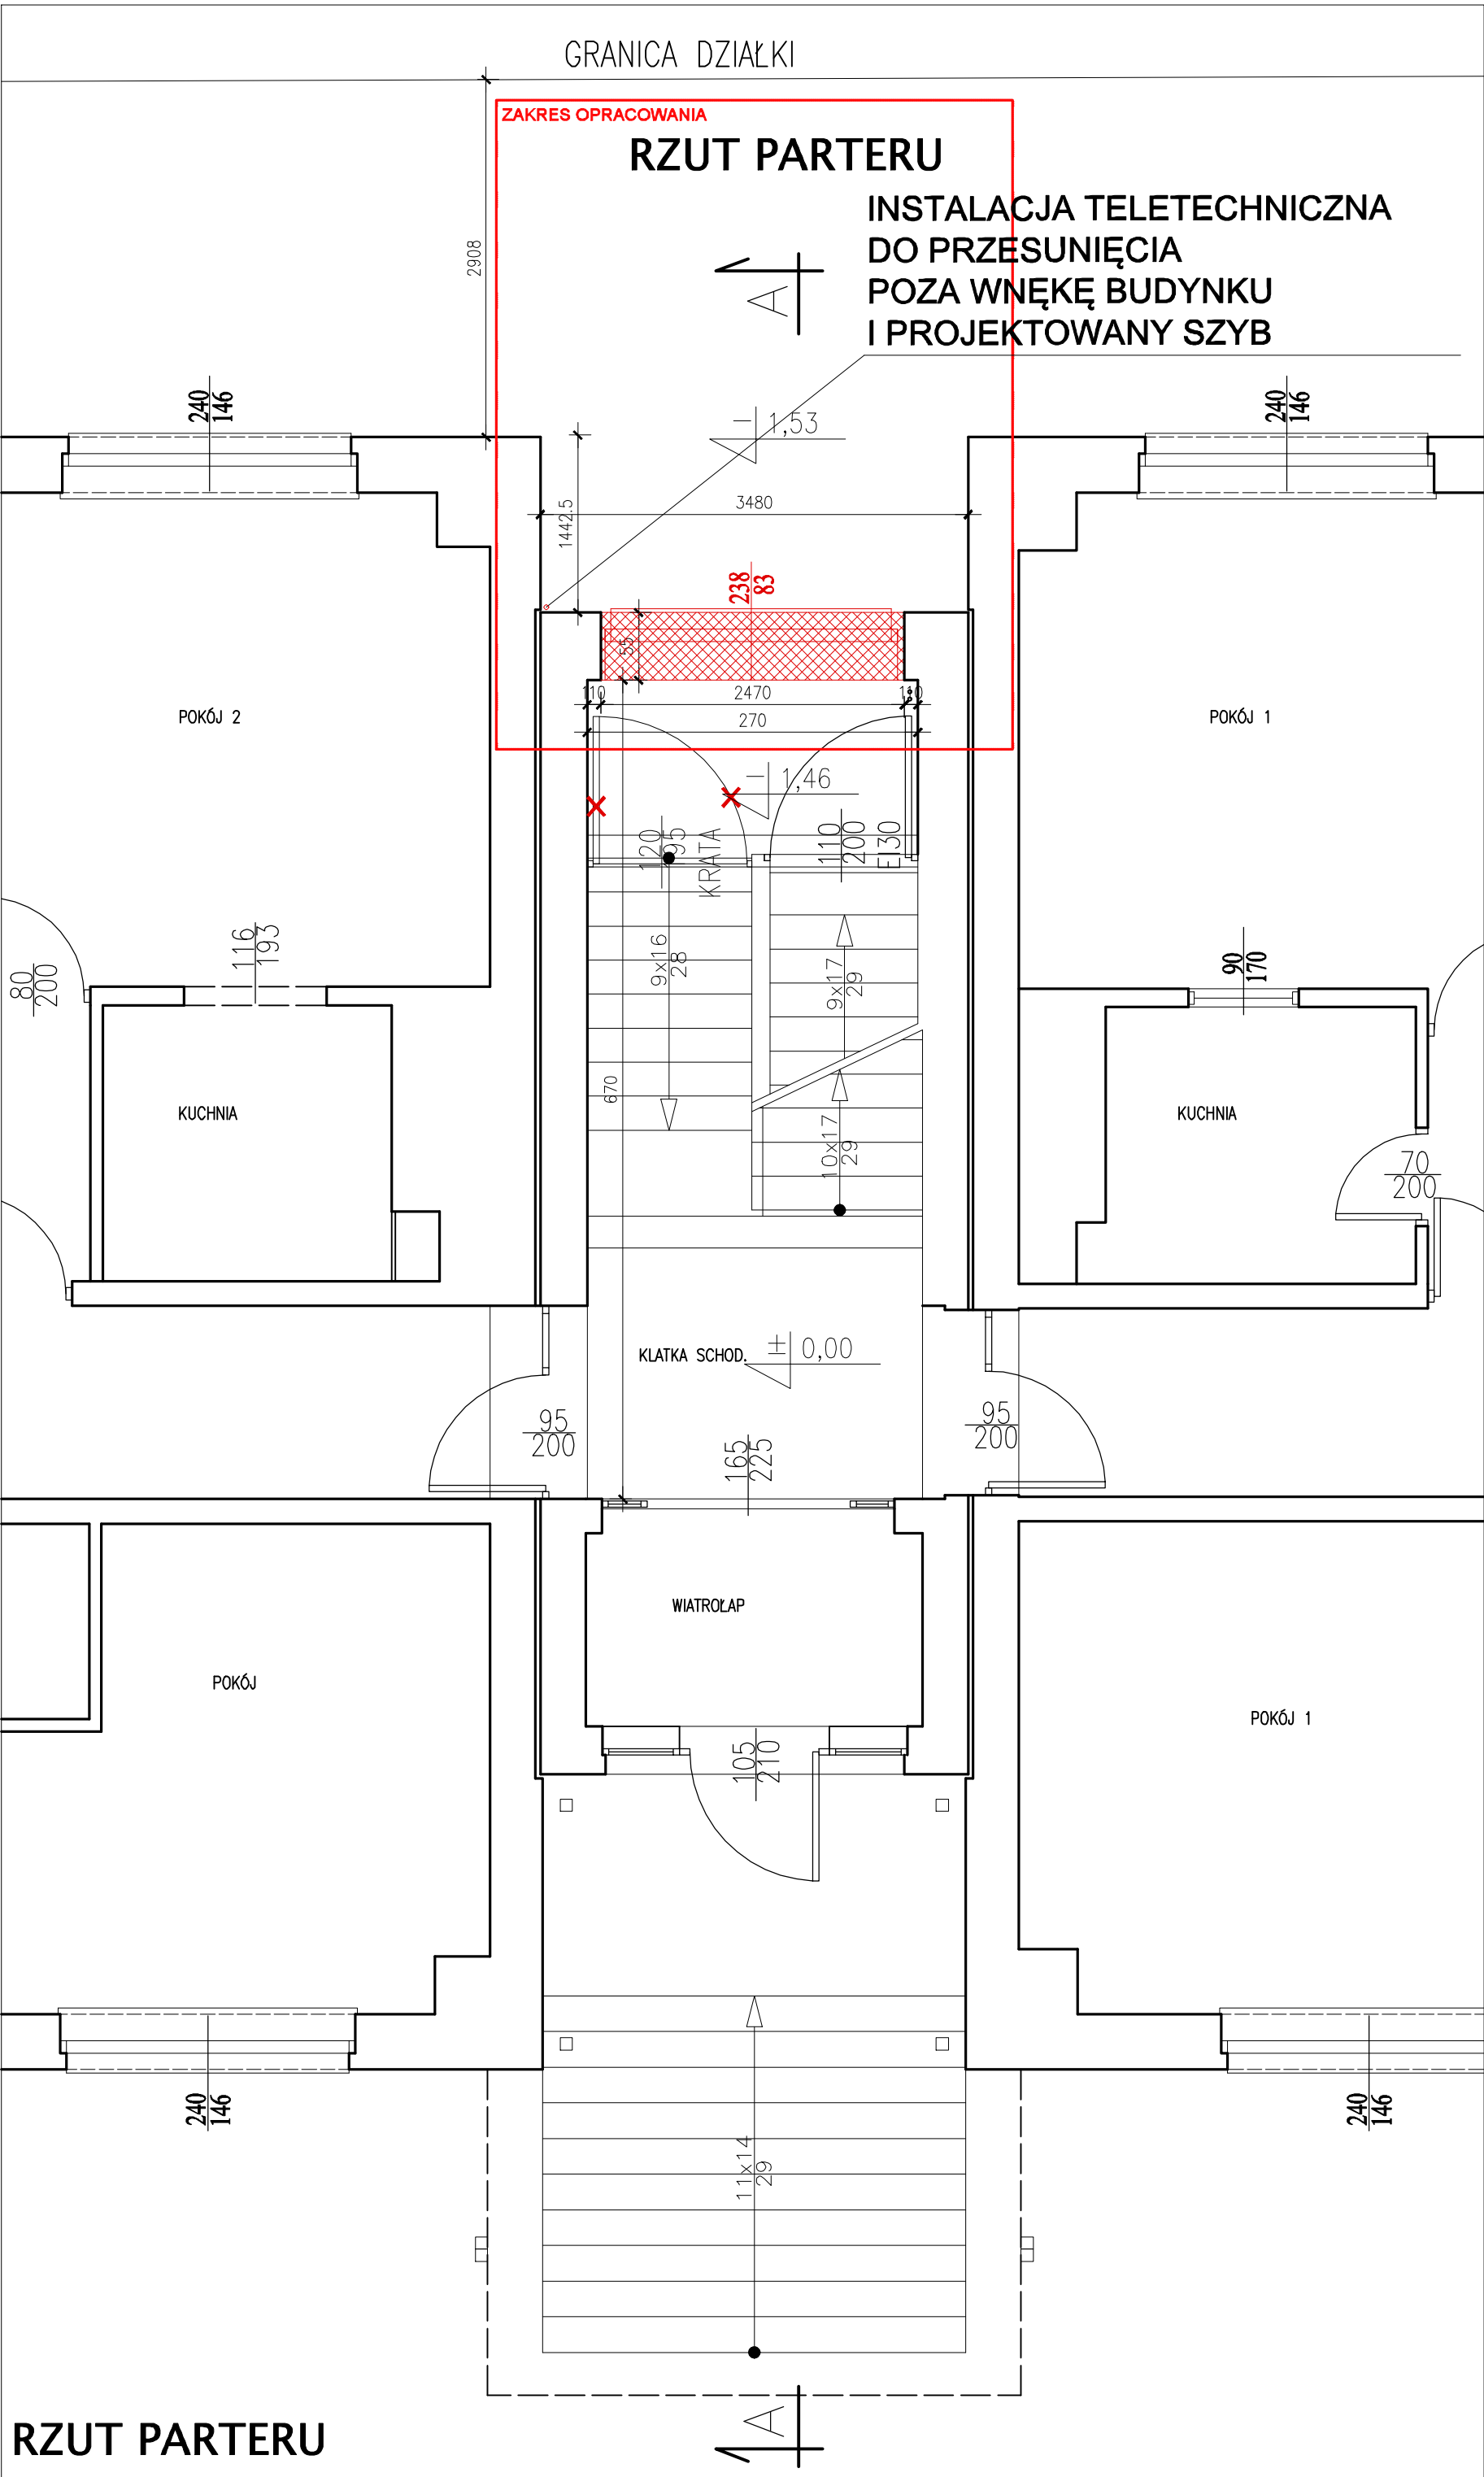 GRANICA DZIAŁKI
ZAKRES OPRACOWANIA
RZUT PARTERU
INSTALACJA TELETECHNICZNA
DO PRZESUNIĘCIA
POZA WNĘKĘ BUDYNKU
I PROJEKTOWANY SZYB
2908
A
240
146
240
146
1,53
1442.5
3480
238
83
55
110
2470
110
270
POKÓJ 2
POKÓJ 1
1,46
120
195
KRATA
110
200
EI30
80
200
116
193
9x16
28
9x17
29
90
170
670
KUCHNIA
KUCHNIA
10x17
29
70
200
KLATKA SCHOD.
± 0,00
95
200
95
200
165
225
WIATROŁAP
POKÓJ
POKÓJ 1
105
210
240
146
240
146
11x14
29
A
RZUT PARTERU